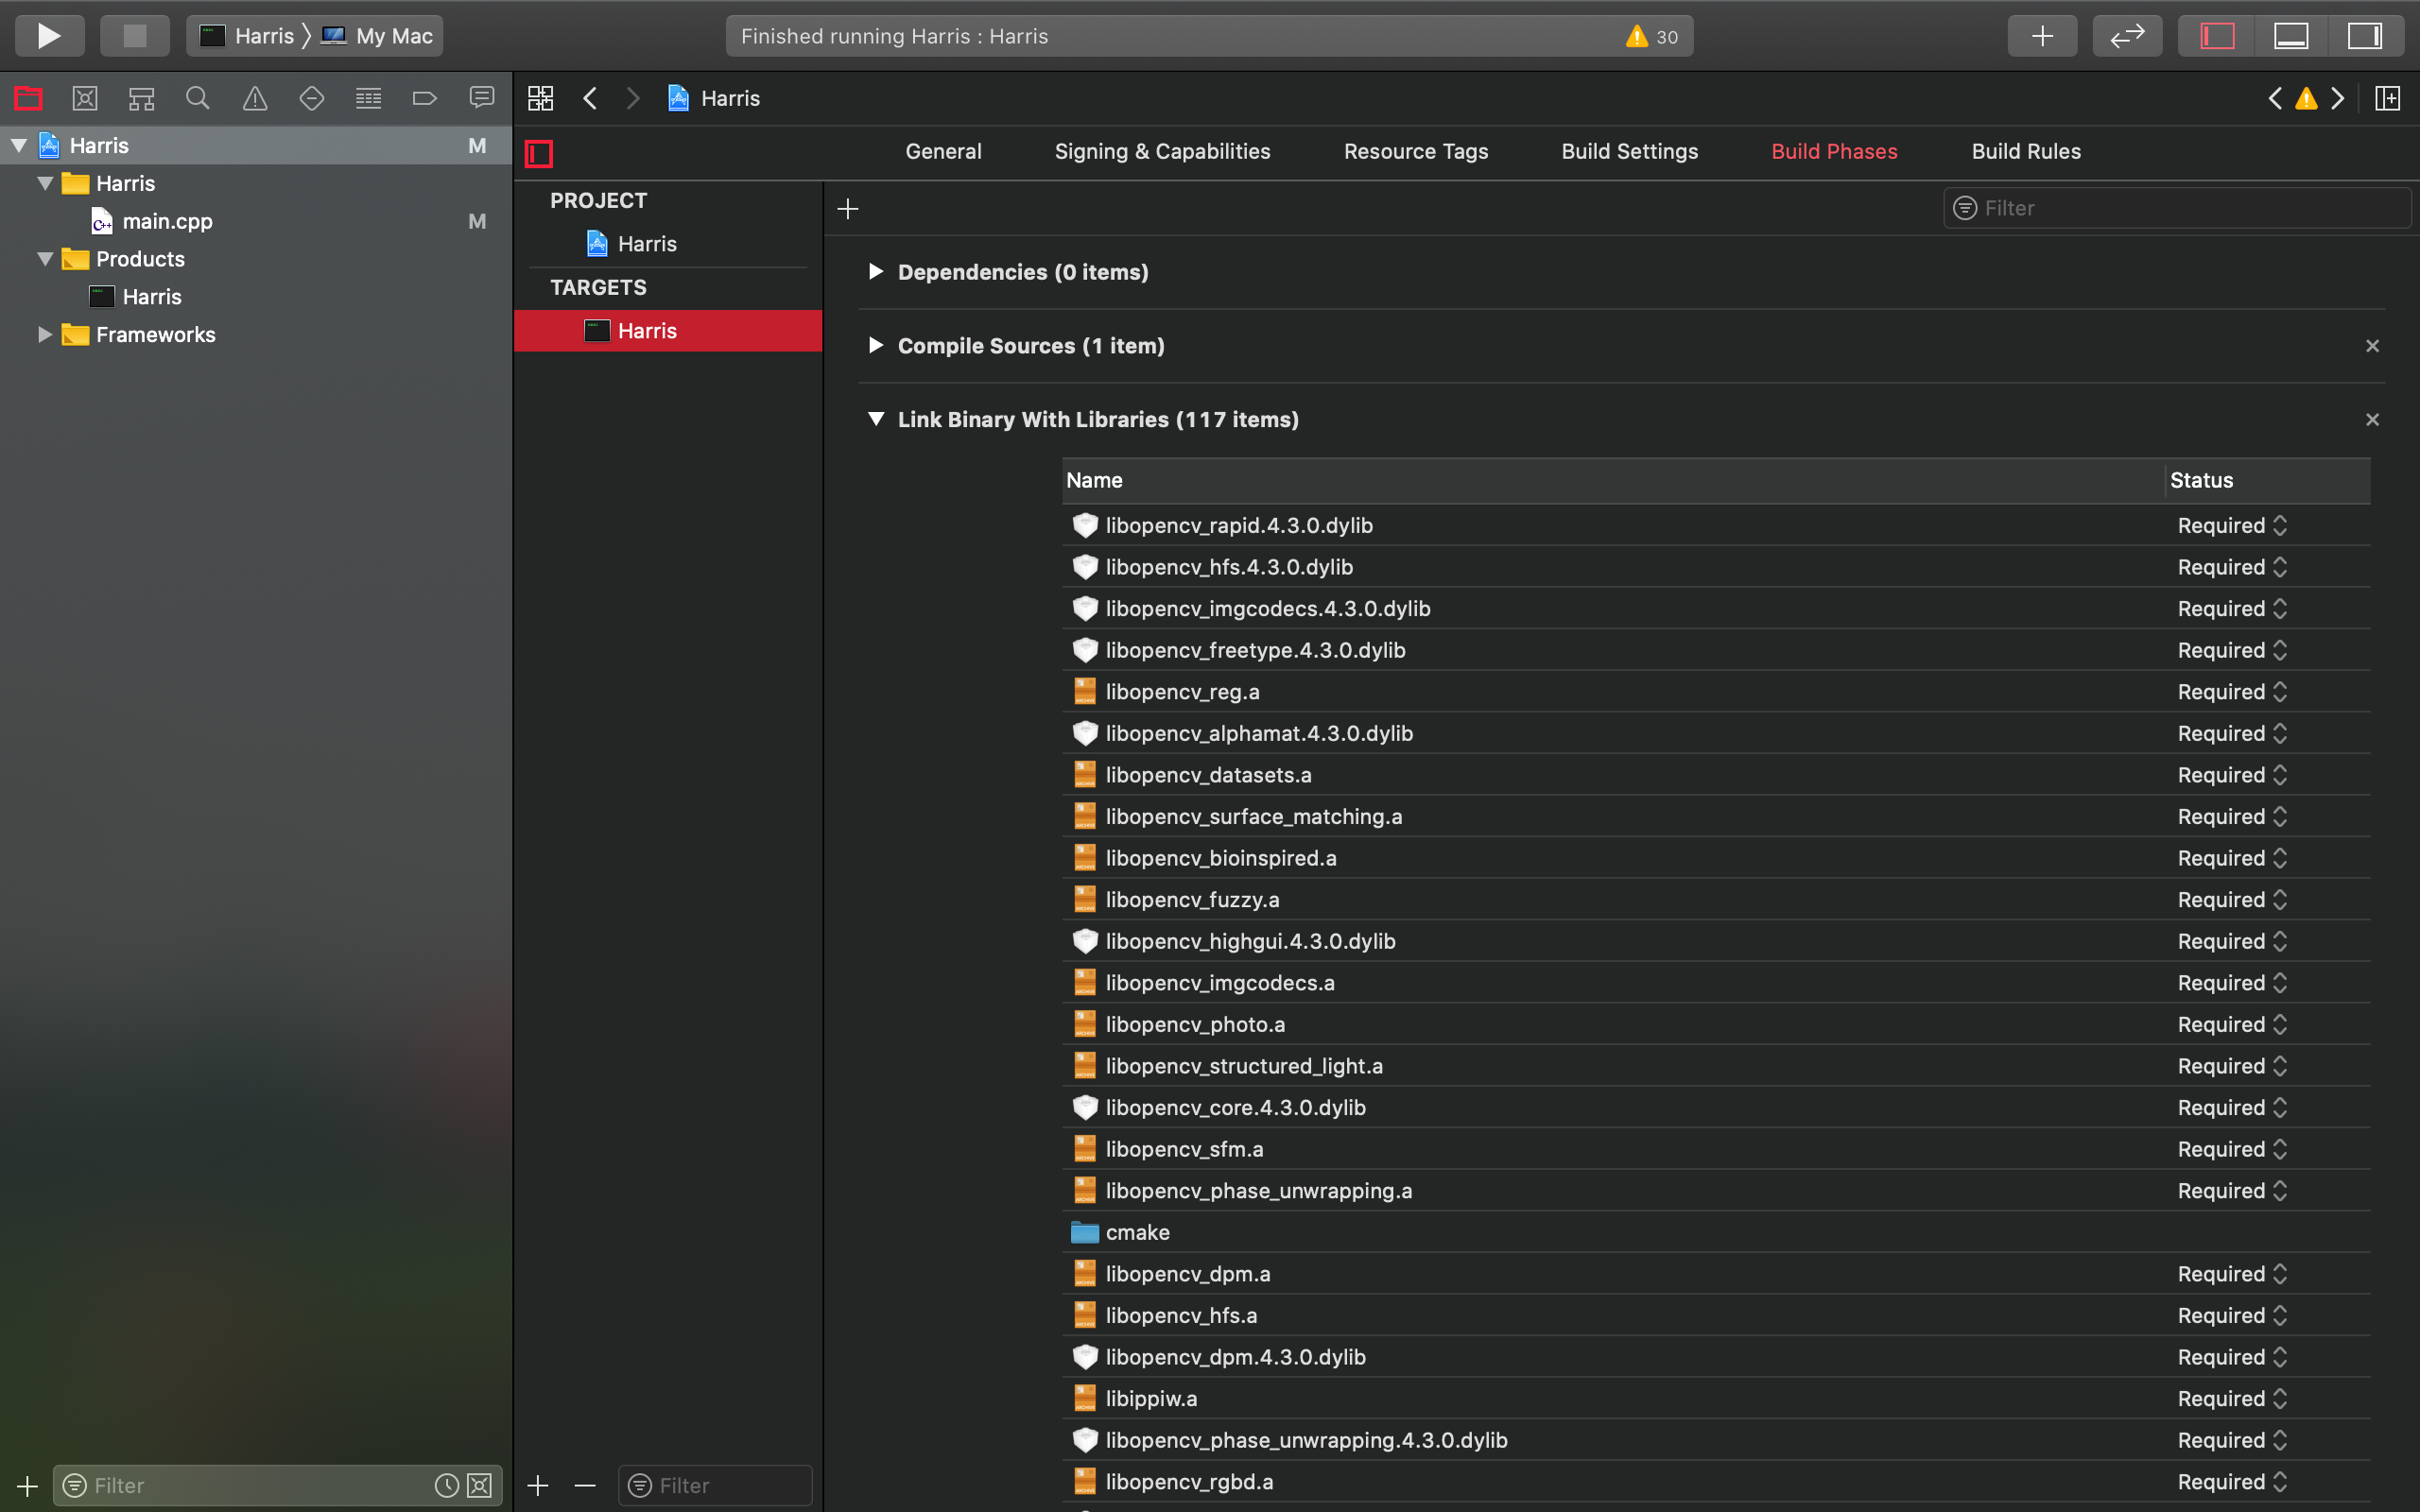 Harris
My Mac
Finished running Harris : Harris
30
Harris
Harris
M
Harris
main.cpp
M
Products
Harris
Frameworks
Filter
General
Signing & Capabilities
Resource Tags
Build Settings
Build Phases
Build Rules
PROJECT
Harris
TARGETS
Harris
Filter
Filter
Dependencies (0 items)
Compile Sources (1 item)
Link Binary With Libraries (117 items)
Name
Status
libopencv_rapid.4.3.0.dylib Required
libopencv_hfs.4.3.0.dylib Required
libopencv_imgcodecs.4.3.0.dylib Required
libopencv_freetype.4.3.0.dylib Required
libopencv_reg.a Required
libopencv_alphamat.4.3.0.dylib Required
libopencv_datasets.a Required
libopencv_surface_matching.a Required
libopencv_bioinspired.a Required
libopencv_fuzzy.a Required
libopencv_highgui.4.3.0.dylib Required
libopencv_imgcodecs.a Required
libopencv_photo.a Required
libopencv_structured_light.a Required
libopencv_core.4.3.0.dylib Required
libopencv_sfm.a Required
libopencv_phase_unwrapping.a Required
cmake
libopencv_dpm.a Required
libopencv_hfs.a Required
libopencv_dpm.4.3.0.dylib Required
libippiw.a Required
libopencv_phase_unwrapping.4.3.0.dylib Required
libopencv_rgbd.a Required